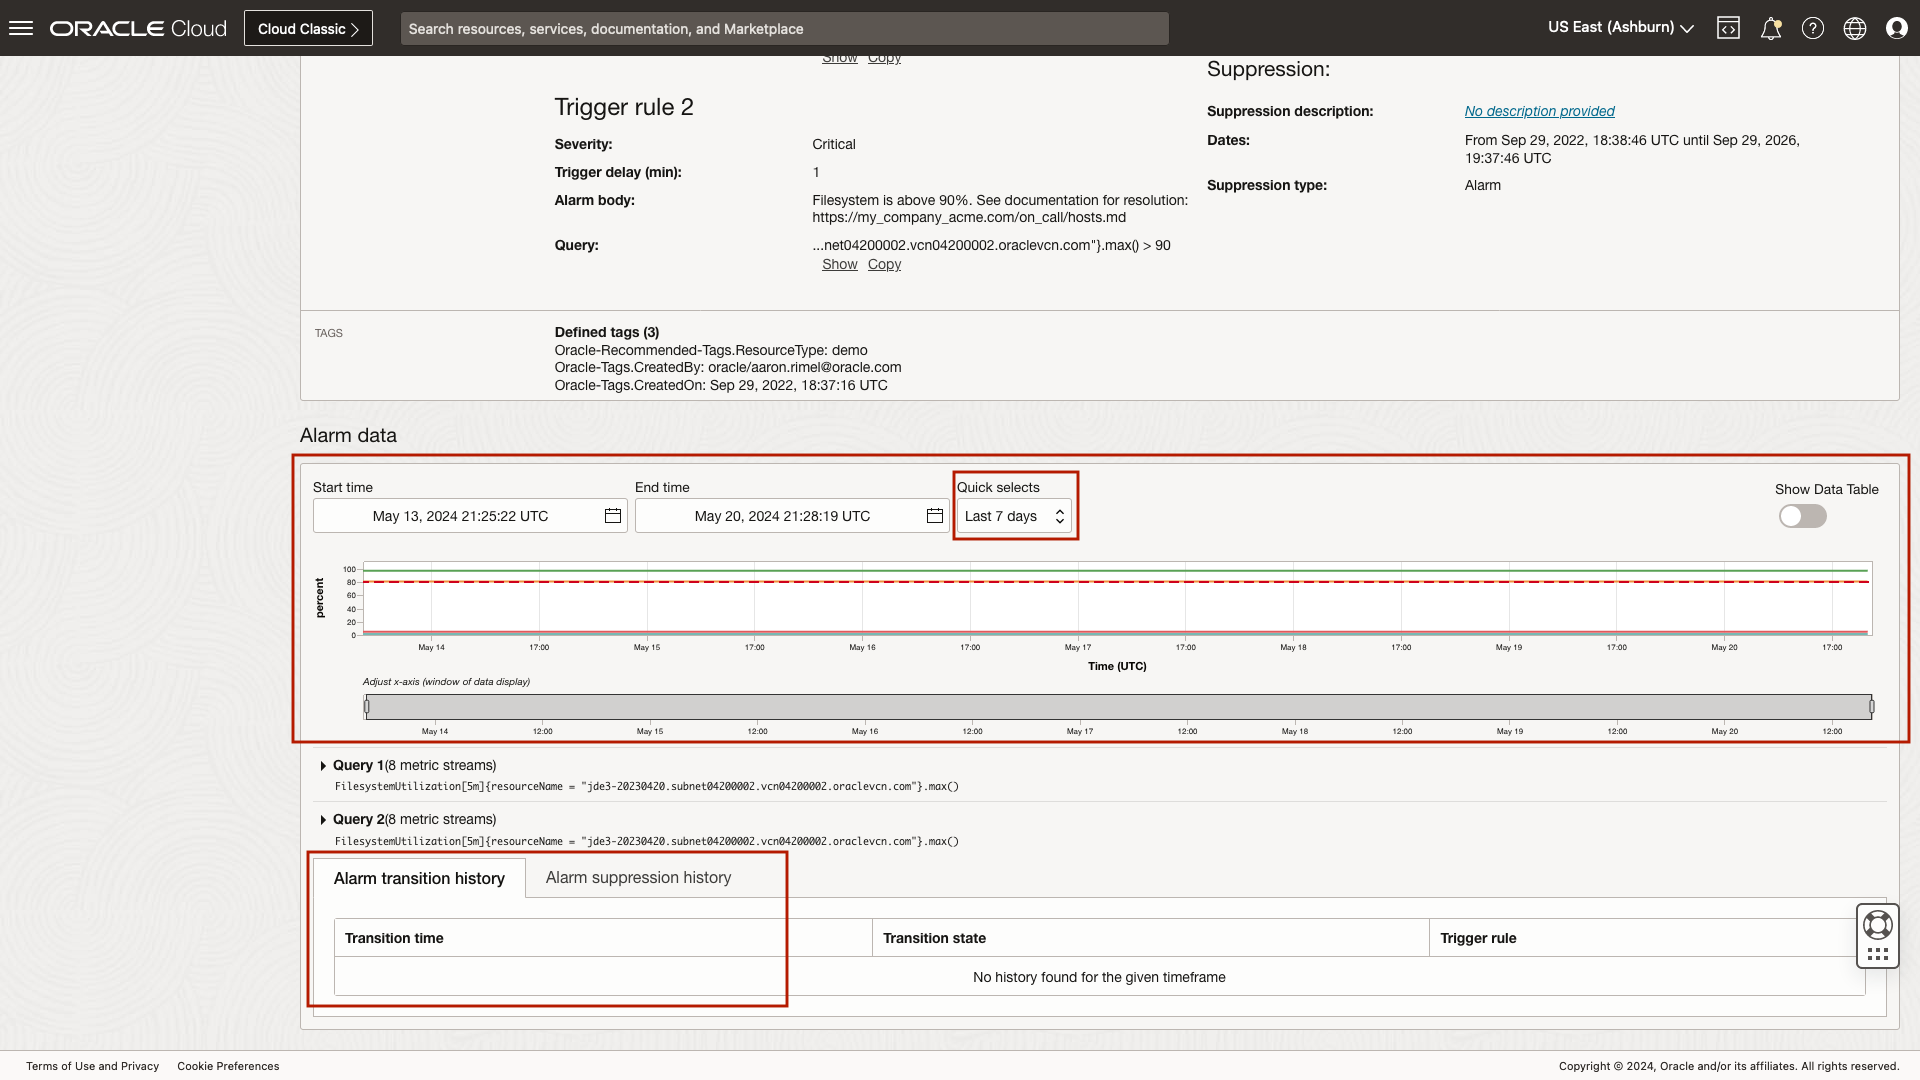 ORACLE Cloud
Cloud Classic
Search resources, services, documentation, and Marketplace
US East (Ashburn)
Show Copy
Trigger rule 2
Severity: Critical
Trigger delay (min): 1
Alarm body: Filesystem is above 90%. See documentation for resolution:
https://my_company_acme.com/on_call/hosts.md
Query: ...net04200002.vcn04200002.oraclevcn.com"}.max() > 90
Show Copy
Suppression:
Suppression description: No description provided
Dates: From Sep 29, 2022, 18:38:46 UTC until Sep 29, 2026,
19:37:46 UTC
Suppression type: Alarm
TAGS
Defined tags (3)
Oracle-Recommended-Tags.ResourceType: demo
Oracle-Tags.CreatedBy: oracle/aaron.rimel@oracle.com
Oracle-Tags.CreatedOn: Sep 29, 2022, 18:37:16 UTC
Alarm data
Start time
May 13, 2024 21:25:22 UTC
End time
May 20, 2024 21:28:19 UTC
Quick selects
Last 7 days
Show Data Table
percent
100
80
60
40
20
0
May 14 17:00 May 15 17:00 May 16 17:00 May 17 17:00 May 18 17:00 May 19 17:00 May 20 17:00
Time (UTC)
Adjust x-axis (window of data display)
May 14 12:00 May 15 12:00 May 16 12:00 May 17 12:00 May 18 12:00 May 19 12:00 May 20 12:00
Query 1(8 metric streams)
FilesystemUtilization[5m]{resourceName = "jde3-20230420.subnet04200002.vcn04200002.oraclevcn.com"}.max()
Query 2(8 metric streams)
FilesystemUtilization[5m]{resourceName = "jde3-20230420.subnet04200002.vcn04200002.oraclevcn.com"}.max()
Alarm transition history
Alarm suppression history
Transition time Transition state Trigger rule
No history found for the given timeframe
Terms of Use and Privacy Cookie Preferences
Copyright © 2024, Oracle and/or its affiliates. All rights reserved.